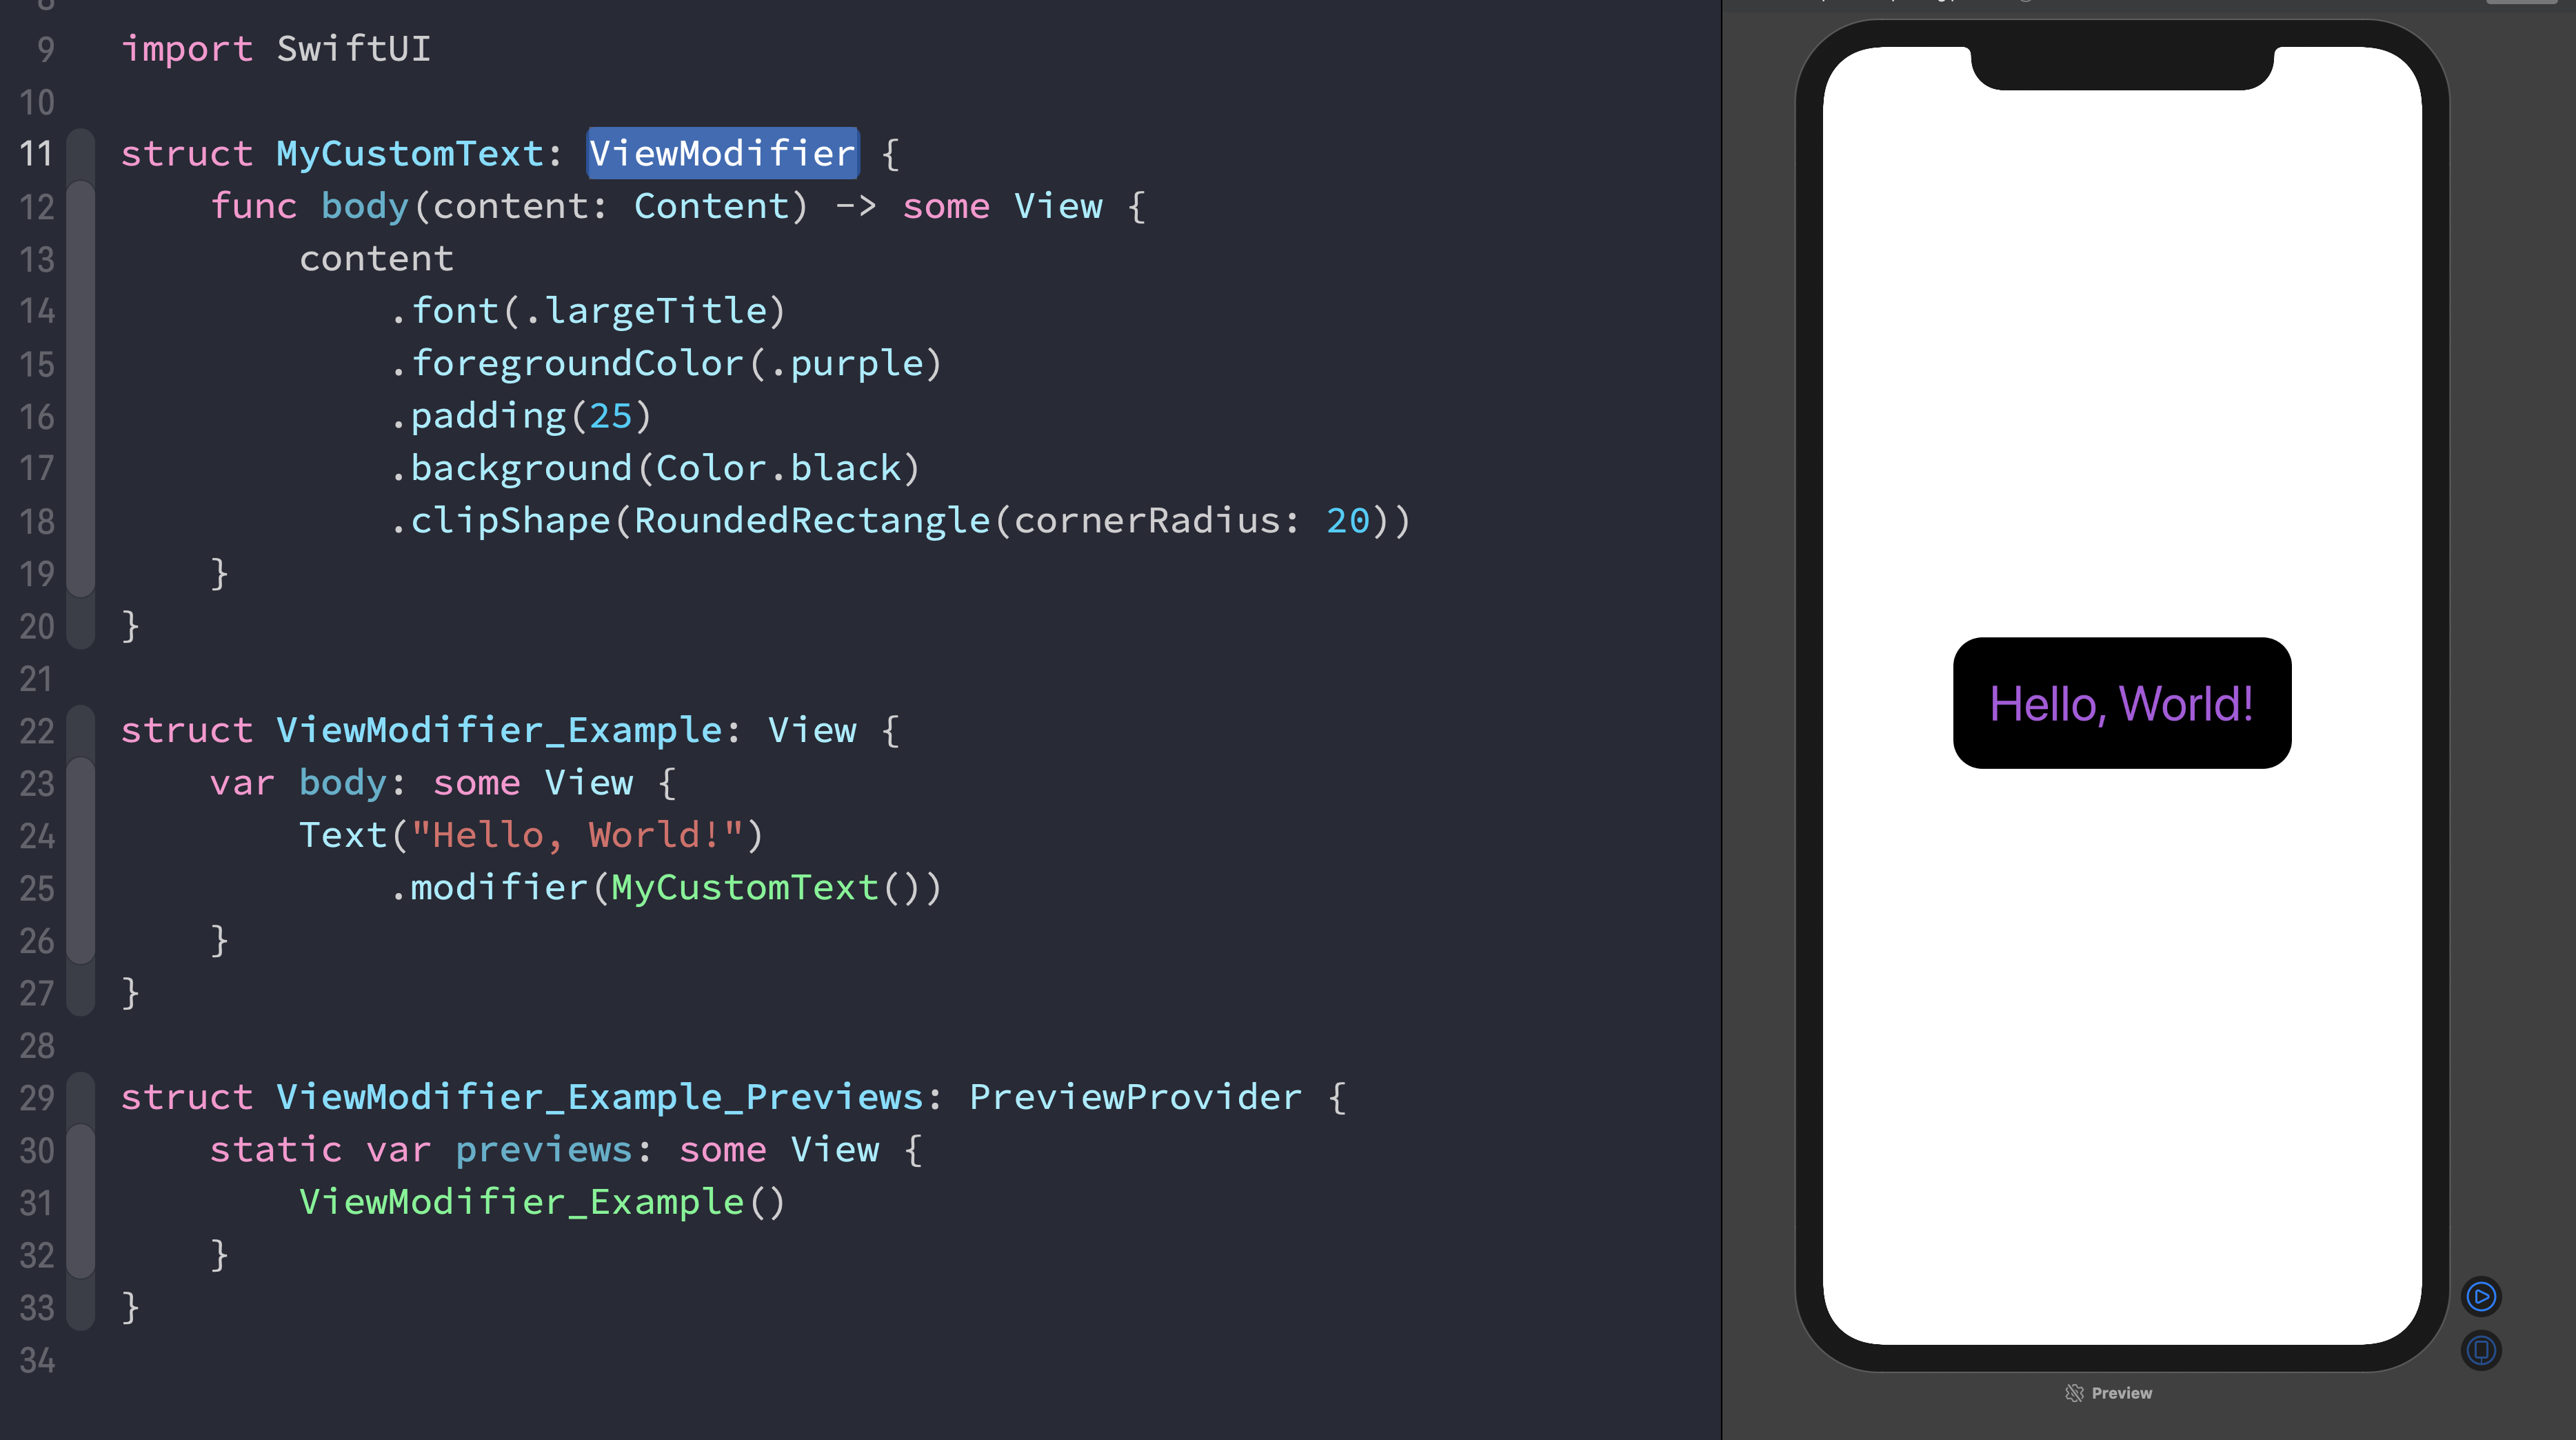 9 import SwiftUI
10
11 struct MyCustomText: ViewModifier {
12 func body(content: Content) -> some View {
13 content
14 .font(.largeTitle)
15 .foregroundColor(.purple)
16 .padding(25)
17 .background(Color.black)
18 .clipShape(RoundedRectangle(cornerRadius: 20))
19 }
20 }
21
22 struct ViewModifier_Example: View {
23 var body: some View {
24 Text("Hello, World!")
25 .modifier(MyCustomText())
26 }
27 }
28
29 struct ViewModifier_Example_Previews: PreviewProvider {
30 static var previews: some View {
31 ViewModifier_Example()
32 }
33 }
34
Hello, World!
Preview